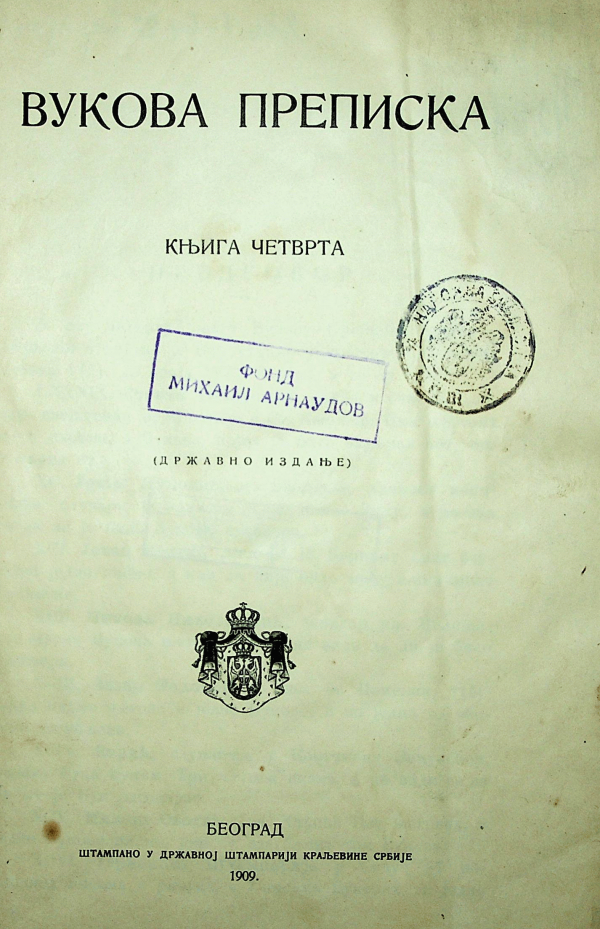 ВУКОВА ПРЕПИСКА
КЊИГА ЧЕТВРТА
ФОНД
МИХАИЛ АРНАУДОВ
(ДРЖАВНО ИЗДАЊЕ)
БЕОГРАД
ШТАМПАНО У ДРЖАВНОЈ ШТАМПАРИЈИ КРАЉЕВИНЕ СРБИЈЕ
1909.